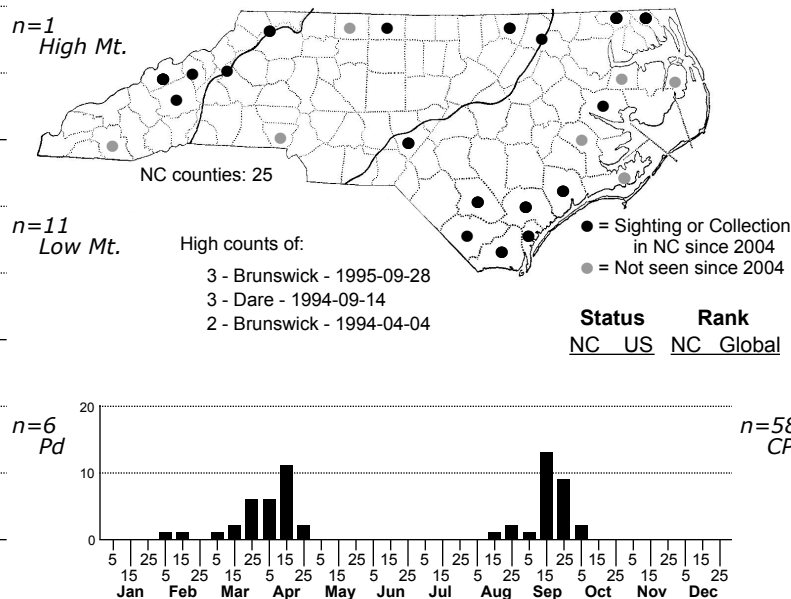 n=1
High Mt.
NC counties: 25
n=11
Low Mt.
High counts of:
3 - Brunswick - 1995-09-28
3 - Dare - 1994-09-14
2 - Brunswick - 1994-04-04
= Sighting or Collection
in NC since 2004
= Not seen since 2004
Status Rank
NC US NC Global
n=6
Pd
n=58
CP
20
10
0
5 25 15 5 25 15 5 25 15 5 25 15 5 25 15 5 25 15
15 5 25 15 5 25 15 5 25 15 5 25 15 5 25 15 5 25
Jan Feb Mar Apr May Jun Jul Aug Sep Oct Nov Dec